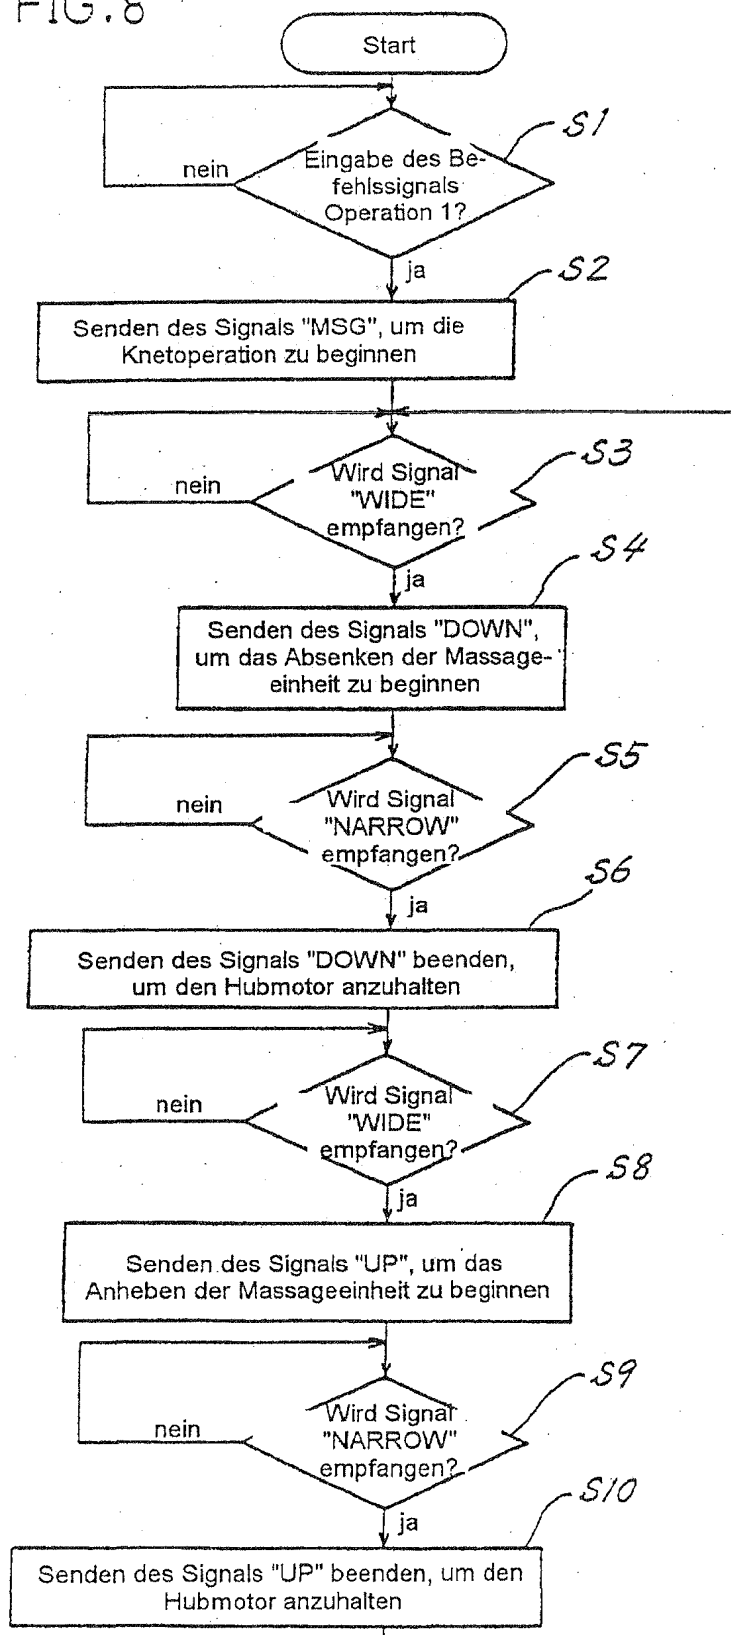 FIG. 8
Start
S1
nein
Eingabe des Be-
fehlssignals
Operation 1?
ja
S2
Senden des Signals "MSG", um die
Knetoperation zu beginnen
S3
nein
Wird Signal
"WIDE"
empfangen?
ja
S4
Senden des Signals "DOWN",
um das Absenken der Massage-
einheit zu beginnen
S5
nein
Wird Signal
"NARROW"
empfangen?
ja
S6
Senden des Signals "DOWN" beenden,
um den Hubmotor anzuhalten
S7
nein
Wird Signal
"WIDE"
empfangen?
ja
S8
Senden des Signals "UP", um das
Anheben der Massageeinheit zu beginnen
S9
nein
Wird Signal
"NARROW"
empfangen?
ja
S10
Senden des Signals "UP" beenden, um den
Hubmotor anzuhalten